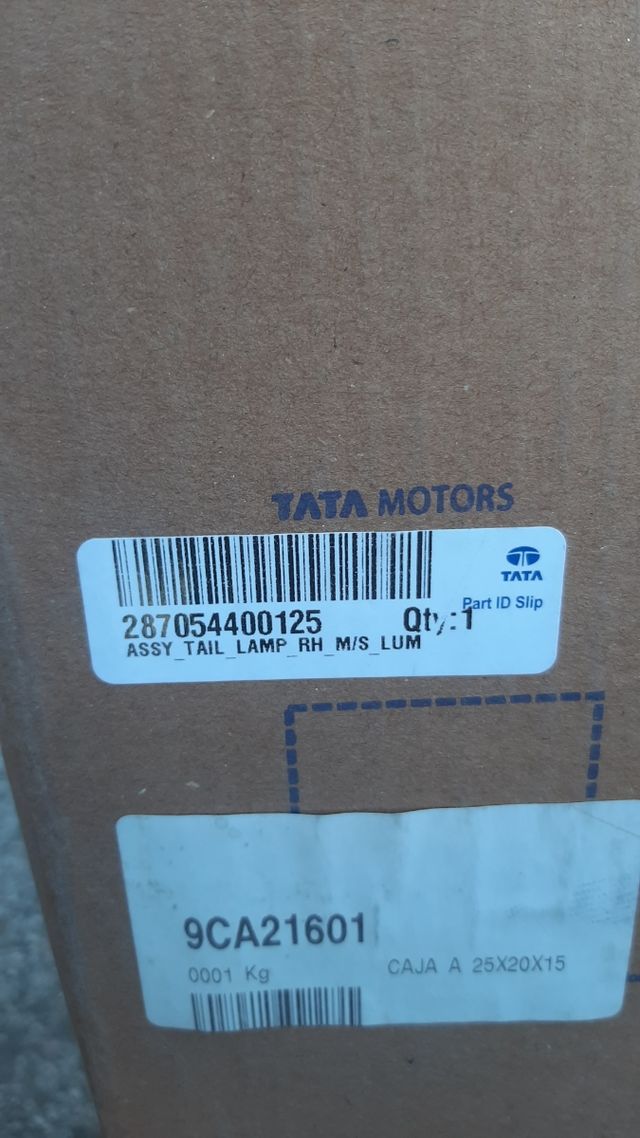 TATA MOTORS
TATA
Part ID Slip
287054400125 Qty:1
ASSY_TAIL_LAMP_RH_M/S_LUM
9CA21601
0001 Kg CAJA A 25X20X15